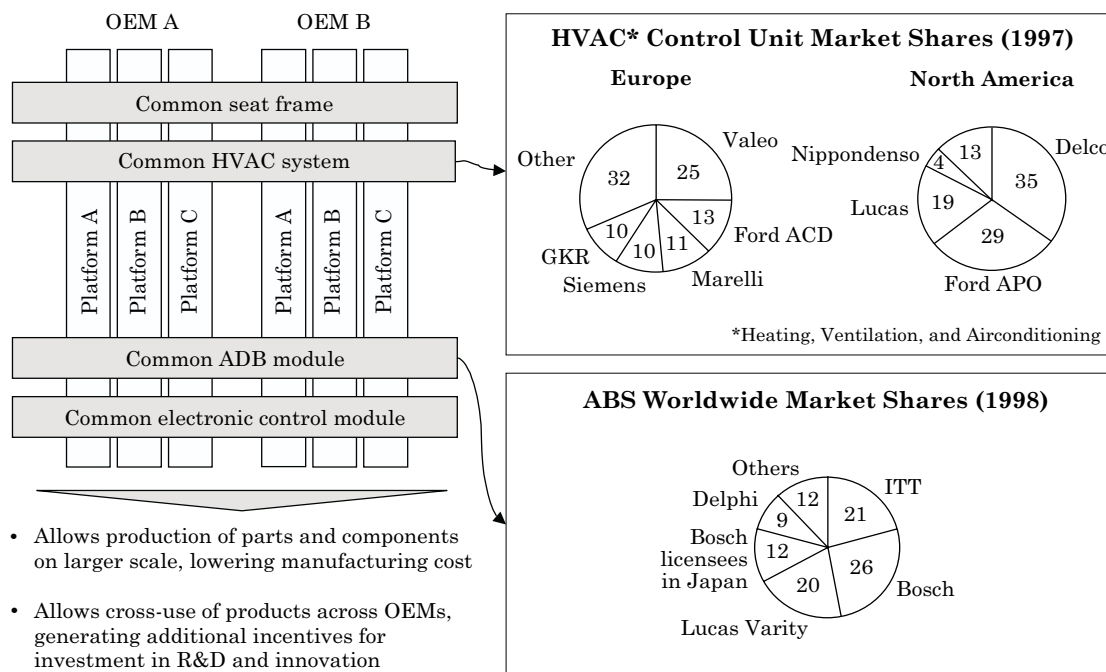 OEM A
OEM B
Common seat frame
Common HVAC system
Platform A
Platform B
Platform C
Platform A
Platform B
Platform C
Common ADB module
Common electronic control module
• Allows production of parts and components
on larger scale, lowering manufacturing cost
• Allows cross-use of products across OEMs,
generating additional incentives for
investment in R&D and innovation
HVAC* Control Unit Market Shares (1997)
Europe
Other
32
Valeo
25
13
Ford ACD
11
Marelli
10
Siemens
10
GKR
North America
Nippondenso
4
13
Delco
35
Lucas
19
29
Ford APO
*Heating, Ventilation, and Airconditioning
ABS Worldwide Market Shares (1998)
Others
12
ITT
21
Delphi
9
Bosch
licensees
in Japan
12
26
Bosch
20
Lucas Varity